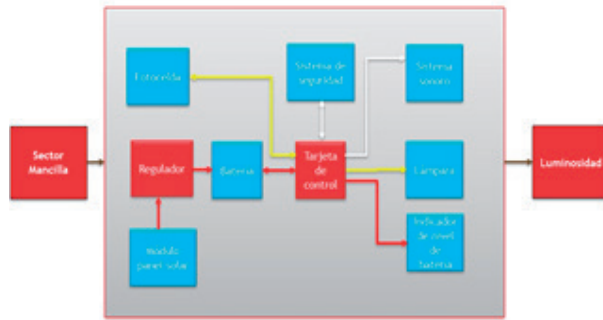 Fotocelda
Sistema de
seguridad
Sistema
sonoro
Sector
Mancilla
Regulador
Bateria
Tarjeta
de
control
Lampara
Luminosidad
Modulo
panel solar
Indicador
de nivel de
bateria